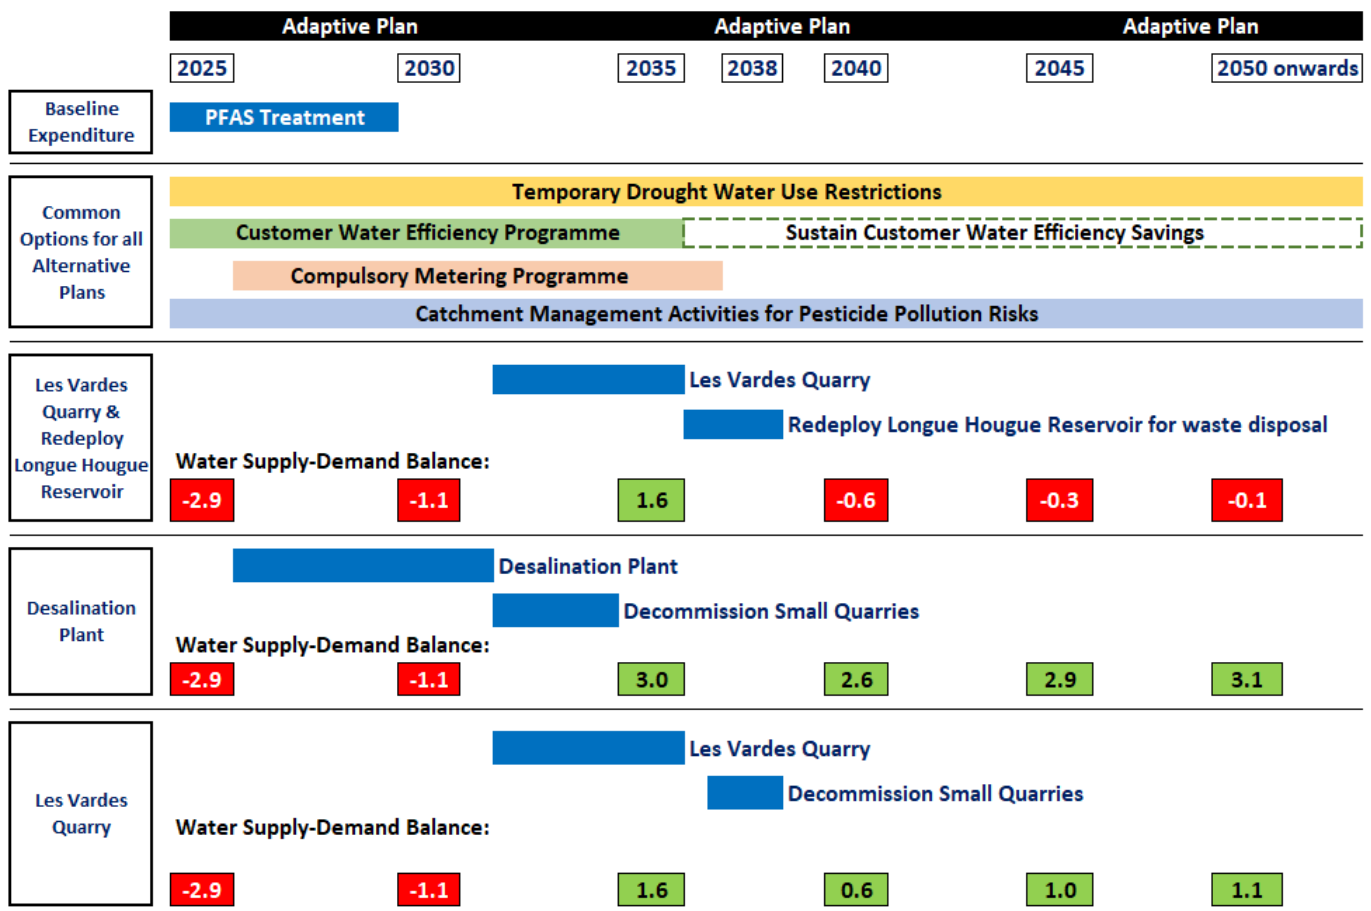 Adaptive Plan Adaptive Plan Adaptive Plan
2025 2030 2035 2038 2040 2045 2050 onwards
Baseline
Expenditure
PFAS Treatment
Common
Options for all
Alternative
Plans
Temporary Drought Water Use Restrictions
Customer Water Efficiency Programme Sustain Customer Water Efficiency Savings
Compulsory Metering Programme
Catchment Management Activities for Pesticide Pollution Risks
Les Vardes
Quarry &
Redeploy
Longue Hougue
Reservoir
Les Vardes Quarry
Redeploy Longue Hougue Reservoir for waste disposal
Water Supply-Demand Balance:
-2.9 -1.1 1.6 -0.6 -0.3 -0.1
Desalination
Plant
Desalination Plant
Decommission Small Quarries
Water Supply-Demand Balance:
-2.9 -1.1 3.0 2.6 2.9 3.1
Les Vardes
Quarry
Les Vardes Quarry
Decommission Small Quarries
Water Supply-Demand Balance:
-2.9 -1.1 1.6 0.6 1.0 1.1